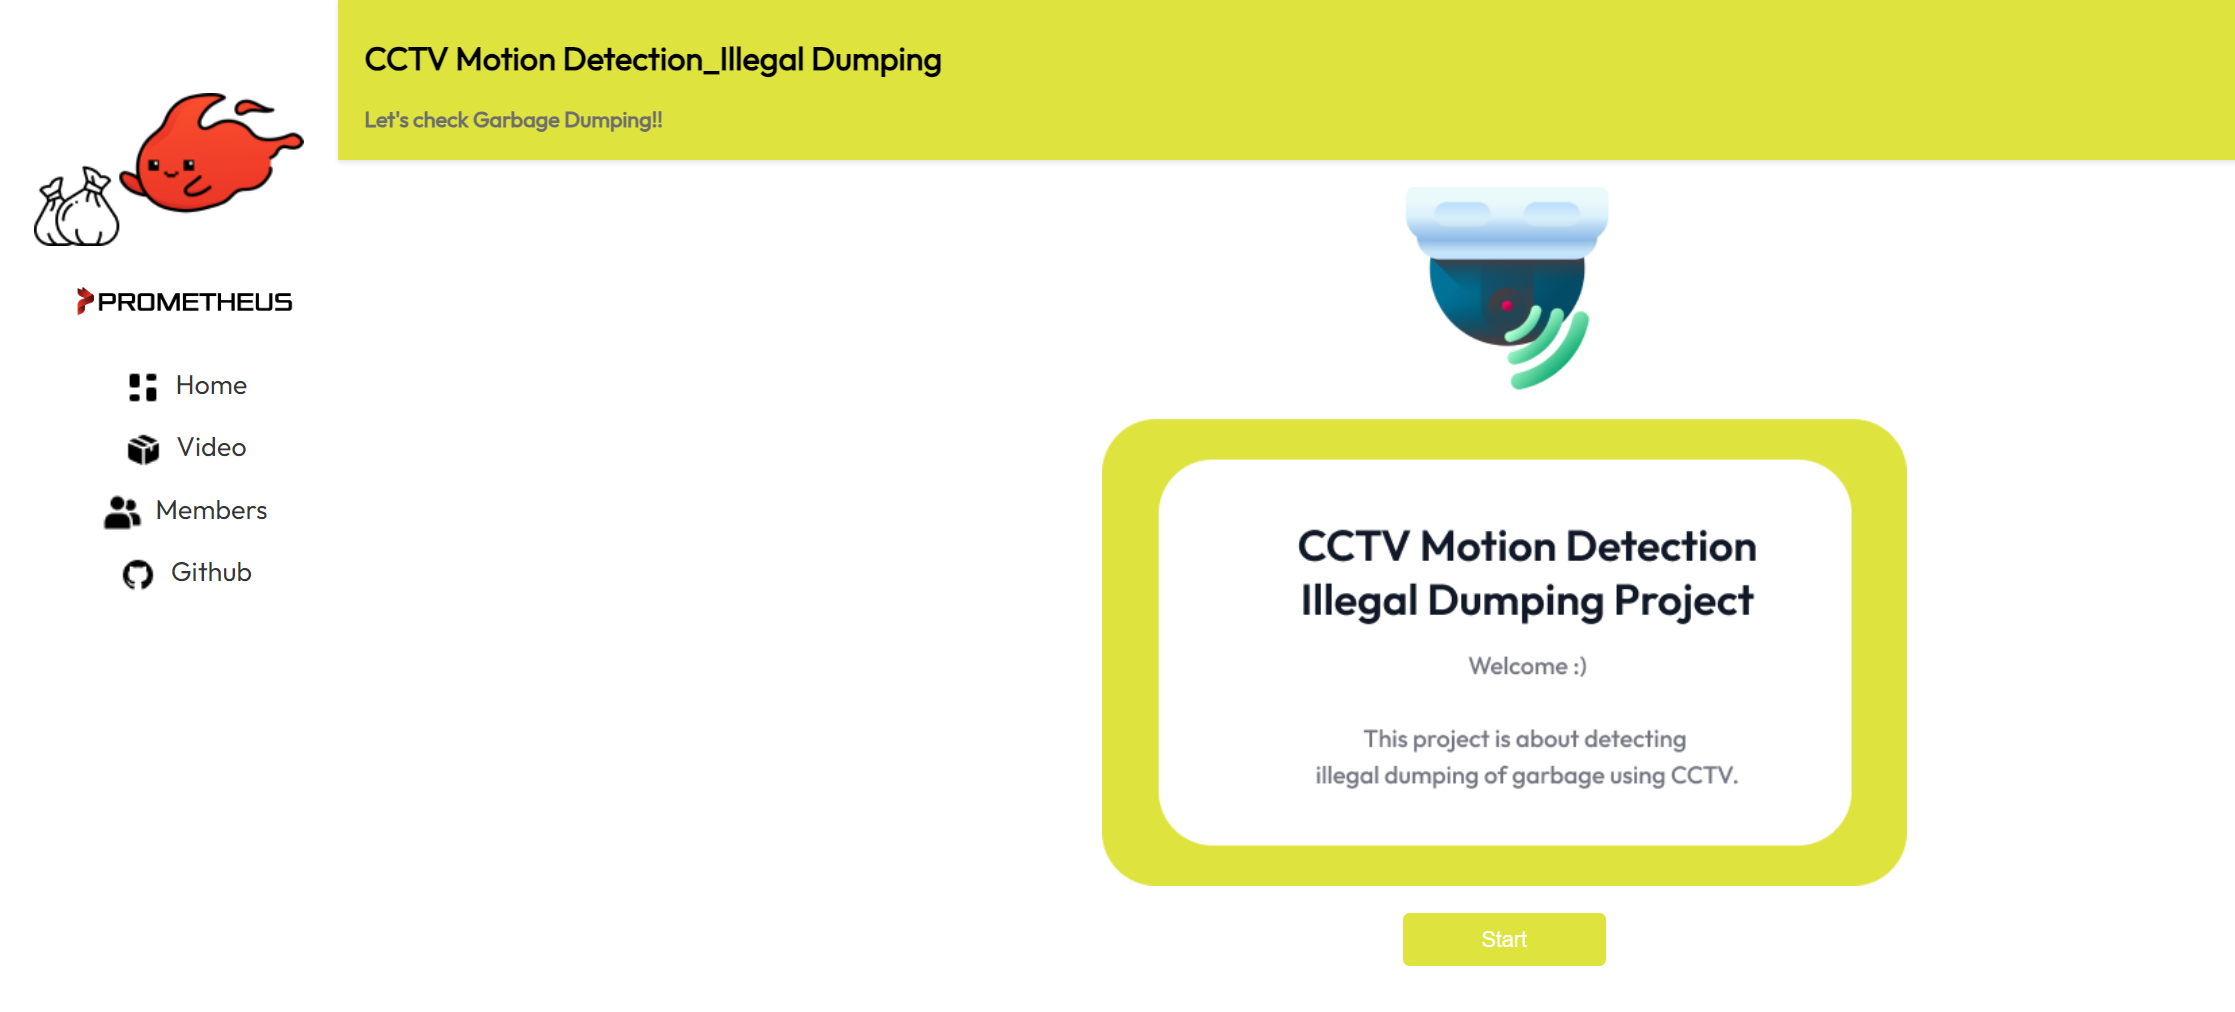 CCTV Motion Detection_Illegal Dumping
Let's check Garbage Dumping!!
PROMETHEUS
Home
Video
Members
Github
CCTV Motion Detection
Illegal Dumping Project
Welcome :)
This project is about detecting
illegal dumping of garbage using CCTV.
Start